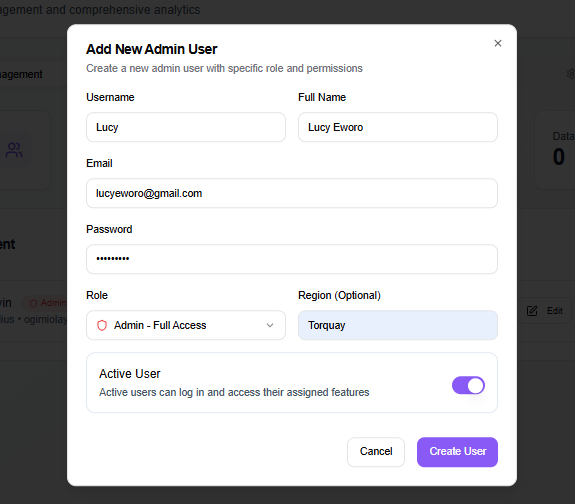 agement and comprehensive analytics
Add New Admin User
Create a new admin user with specific role and permissions
nagement
Username
Full Name
Lucy
Lucy Eworo
Email
Data
0
lucyeworo@gmail.com
Password
•••••••••
ent
Role
Region (Optional)
vin
Admin
Edit
lius • ogimiolay
Admin - Full Access
Torquay
Active User
Active users can log in and access their assigned features
Cancel
Create User